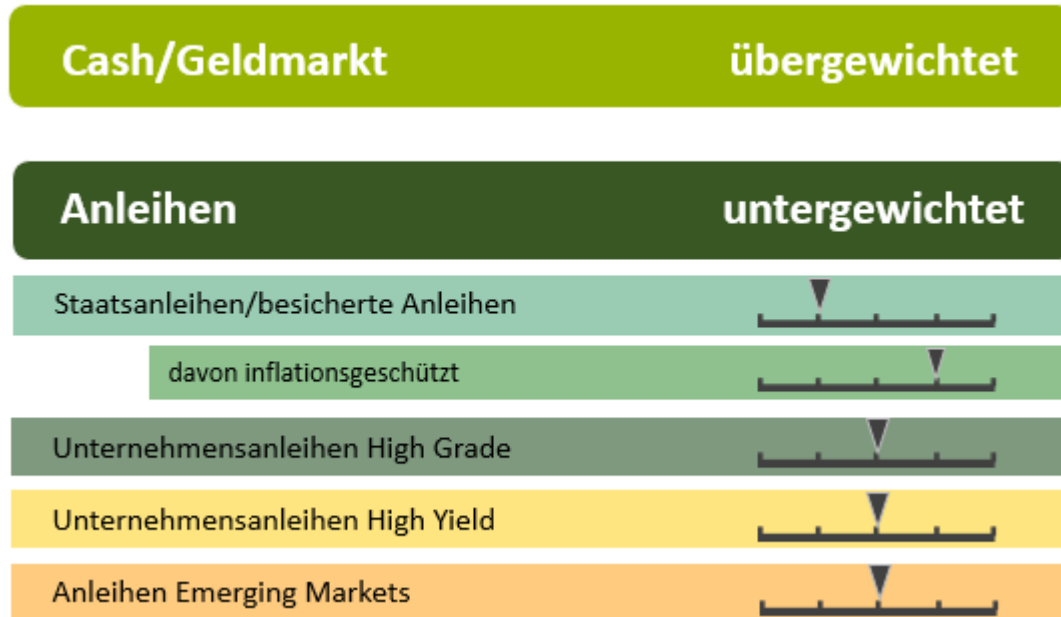 Cash/Geldmarkt übergewichtet
Anleihen untergewichtet
Staatsanleihen/besicherte Anleihen
davon inflationsgeschützt
Unternehmensanleihen High Grade
Unternehmensanleihen High Yield
Anleihen Emerging Markets